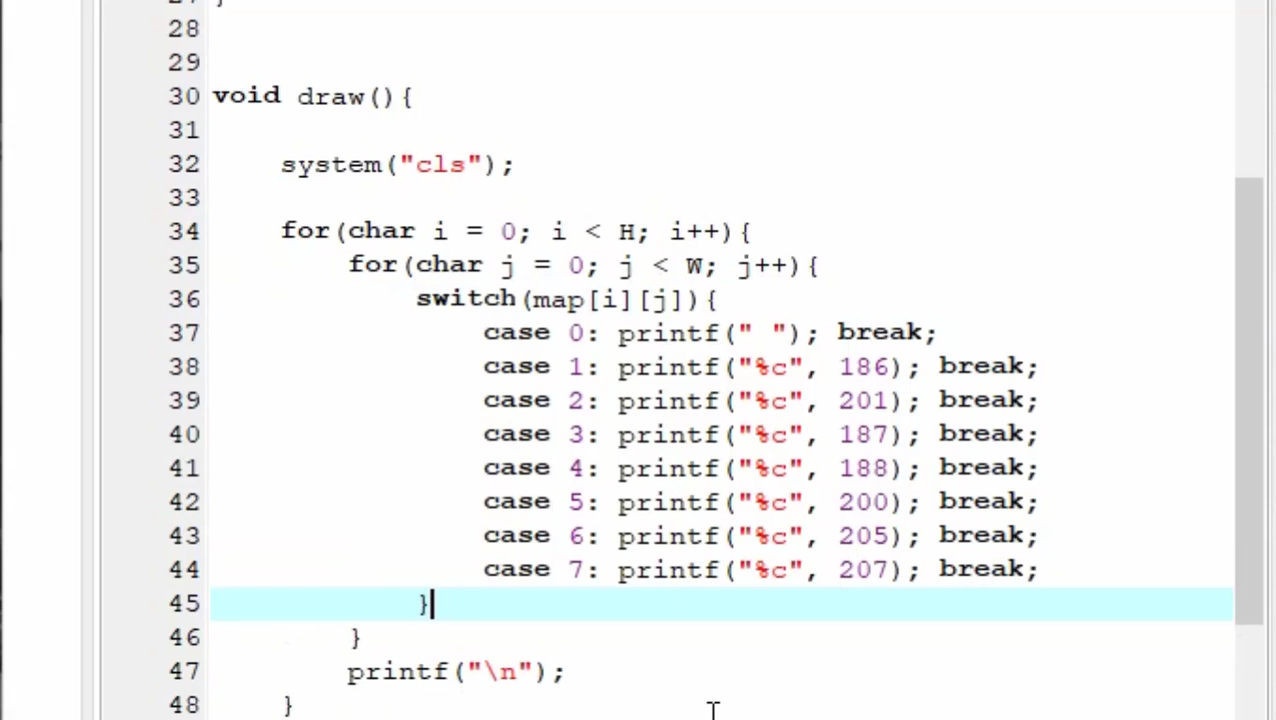 27 }
28
29
30 void draw(){
31
32     system("cls");
33
34     for(char i = 0; i < H; i++){
35         for(char j = 0; j < W; j++){
36             switch(map[i][j]){
37                 case 0: printf(" "); break;
38                 case 1: printf("%c", 186); break;
39                 case 2: printf("%c", 201); break;
40                 case 3: printf("%c", 187); break;
41                 case 4: printf("%c", 188); break;
42                 case 5: printf("%c", 200); break;
43                 case 6: printf("%c", 205); break;
44                 case 7: printf("%c", 207); break;
45             }
46         }
47         printf("\n");
48     }